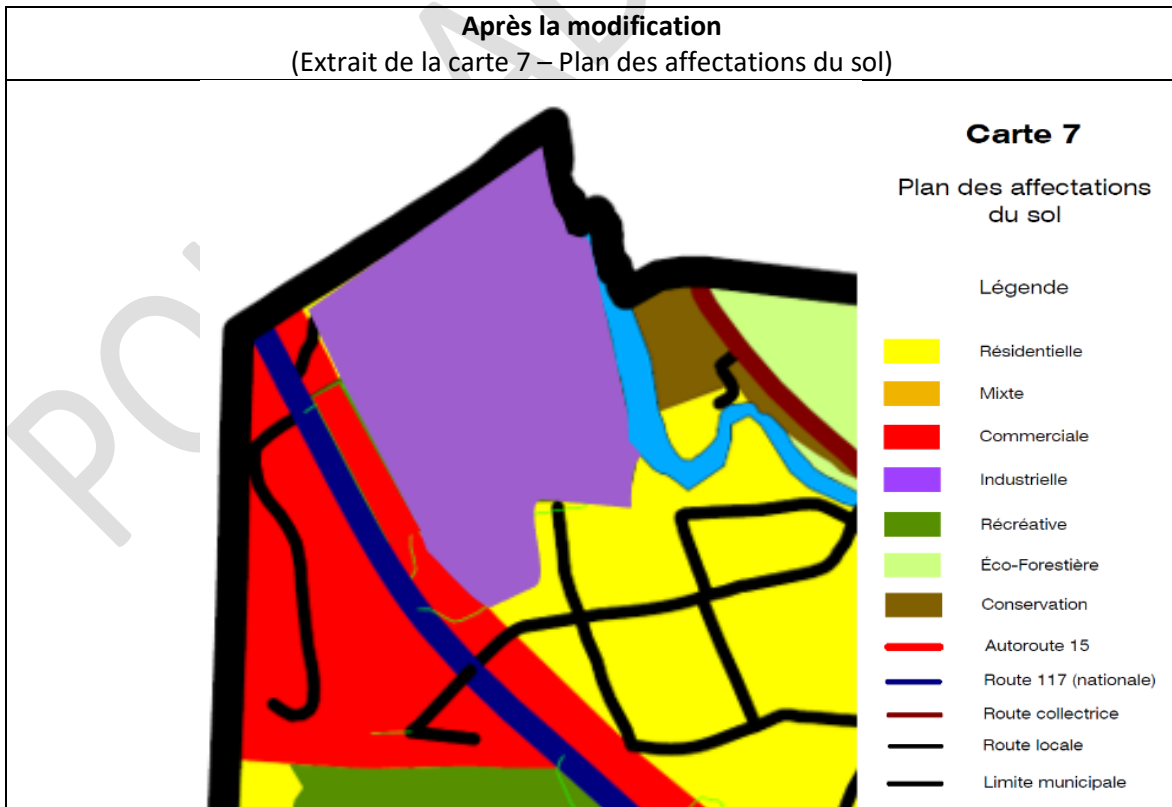 Après la modification
(Extrait de la carte 7 – Plan des affectations du sol)
Carte 7
Plan des affectations
du sol
Légende
Résidentielle
Mixte
Commerciale
Industrielle
Récréative
Éco-Forestière
Conservation
Autoroute 15
Route 117 (nationale)
Route collectrice
Route locale
Limite municipale